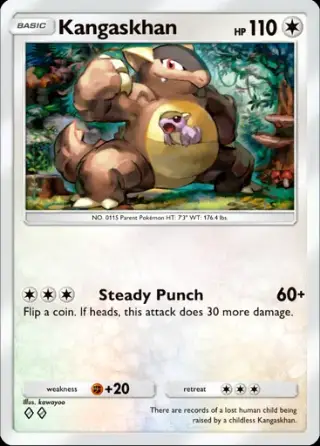 BASIC Kangaskhan HP 110
NO. 0115 Parent Pokémon HT: 7'3" WT: 176.4 lbs
Steady Punch 60+
Flip a coin. If heads, this attack does 30 more damage.
weakness +20 retreat
Illus. kawayoo
There are records of a lost human child being
raised by a childless Kangaskhan.